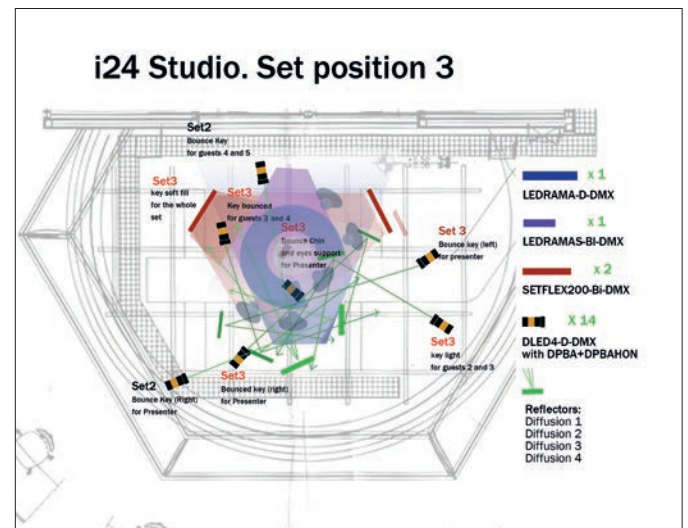 i24 Studio. Set position 3
Set2
Bounce Key
for guests 4 and 5
Set3
key soft fill
for the whole
set
Set3
Key bounced
for guests 3 and 4
Set3
Bounce Chin
and eyes support
for Presenter
Set 3
Bounce key (left)
for presenter
Set3
key light
for guests 2 and 3
Set3
Bounced key (right)
for Presenter
Set2
Bounce Key (Right)
for Presenter
x 1
LEDRAMA-D-DMX
x 1
LEDRAMAS-BI-DMX
x 2
SETFLEX200-Bi-DMX
X 14
DLED4-D-DMX
with DPBA+DPBAHON
Reflectors:
Diffusion 1
Diffusion 2
Diffusion 3
Diffusion 4